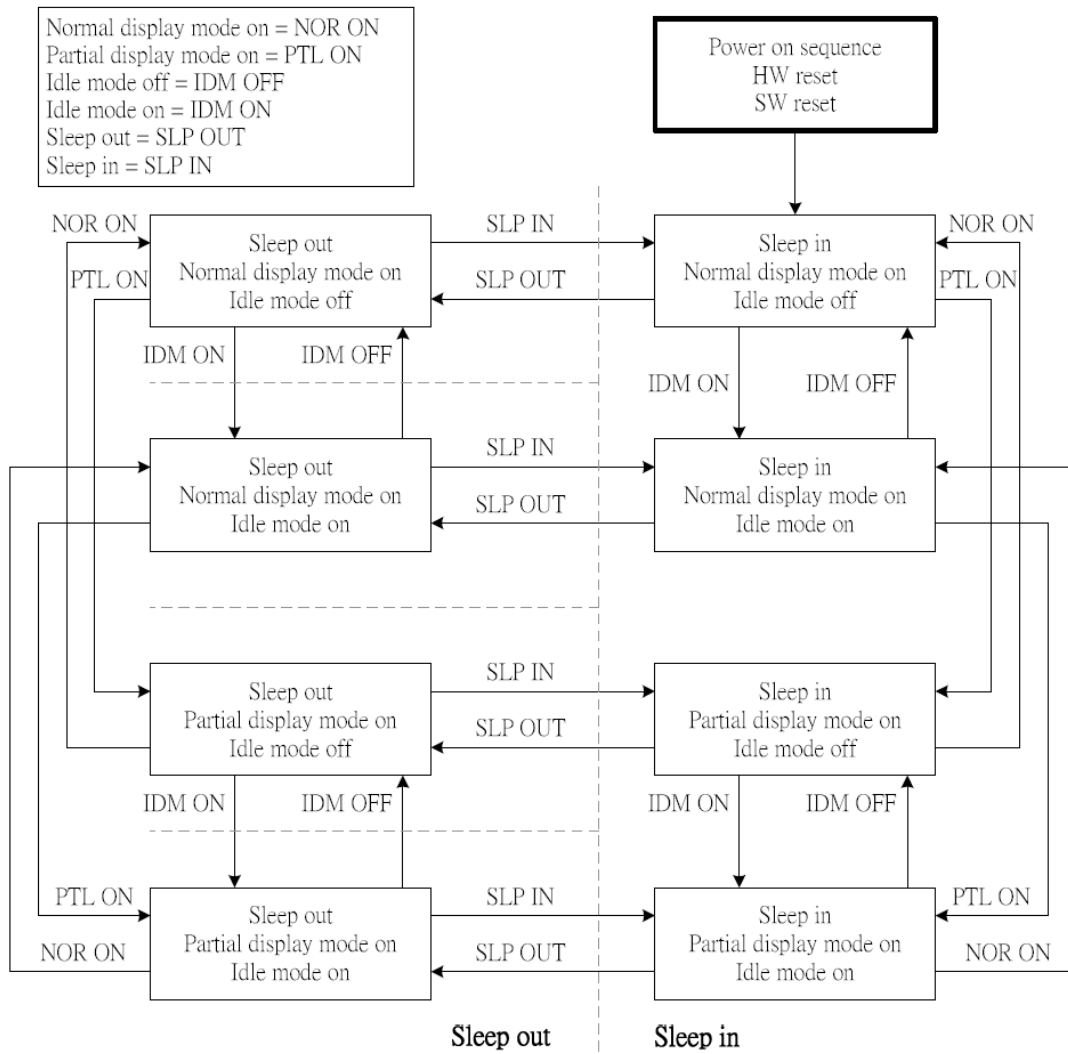 Normal display mode on = NOR ON
Partial display mode on = PTL ON
Idle mode off = IDM OFF
Idle mode on = IDM ON
Sleep out = SLP OUT
Sleep in = SLP IN
Power on sequence
HW reset
SW reset
NOR ON
PTL ON
Sleep out
Normal display mode on
Idle mode off
SLP IN
SLP OUT
Sleep in
Normal display mode on
Idle mode off
NOR ON
PTL ON
IDM ON
IDM OFF
IDM ON
IDM OFF
Sleep out
Normal display mode on
Idle mode on
SLP IN
SLP OUT
Sleep in
Normal display mode on
Idle mode on
Sleep out
Partial display mode on
Idle mode off
SLP IN
SLP OUT
Sleep in
Partial display mode on
Idle mode off
IDM ON
IDM OFF
IDM ON
IDM OFF
PTL ON
NOR ON
Sleep out
Partial display mode on
Idle mode on
SLP IN
SLP OUT
Sleep in
Partial display mode on
Idle mode on
PTL ON
NOR ON
Sleep out
Sleep in